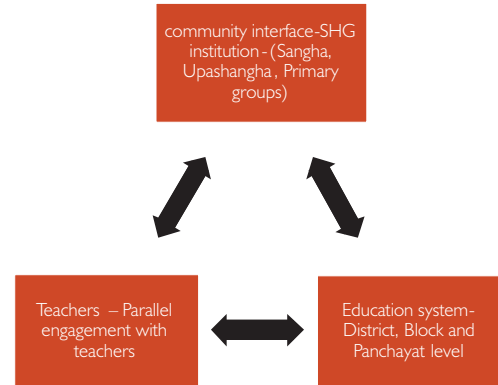 community interface-SHG
institution-(Sangha,
Upashangha, Primary
groups)
Teachers – Parallel
engagement with
teachers
Education system-
District, Block and
Panchayat level